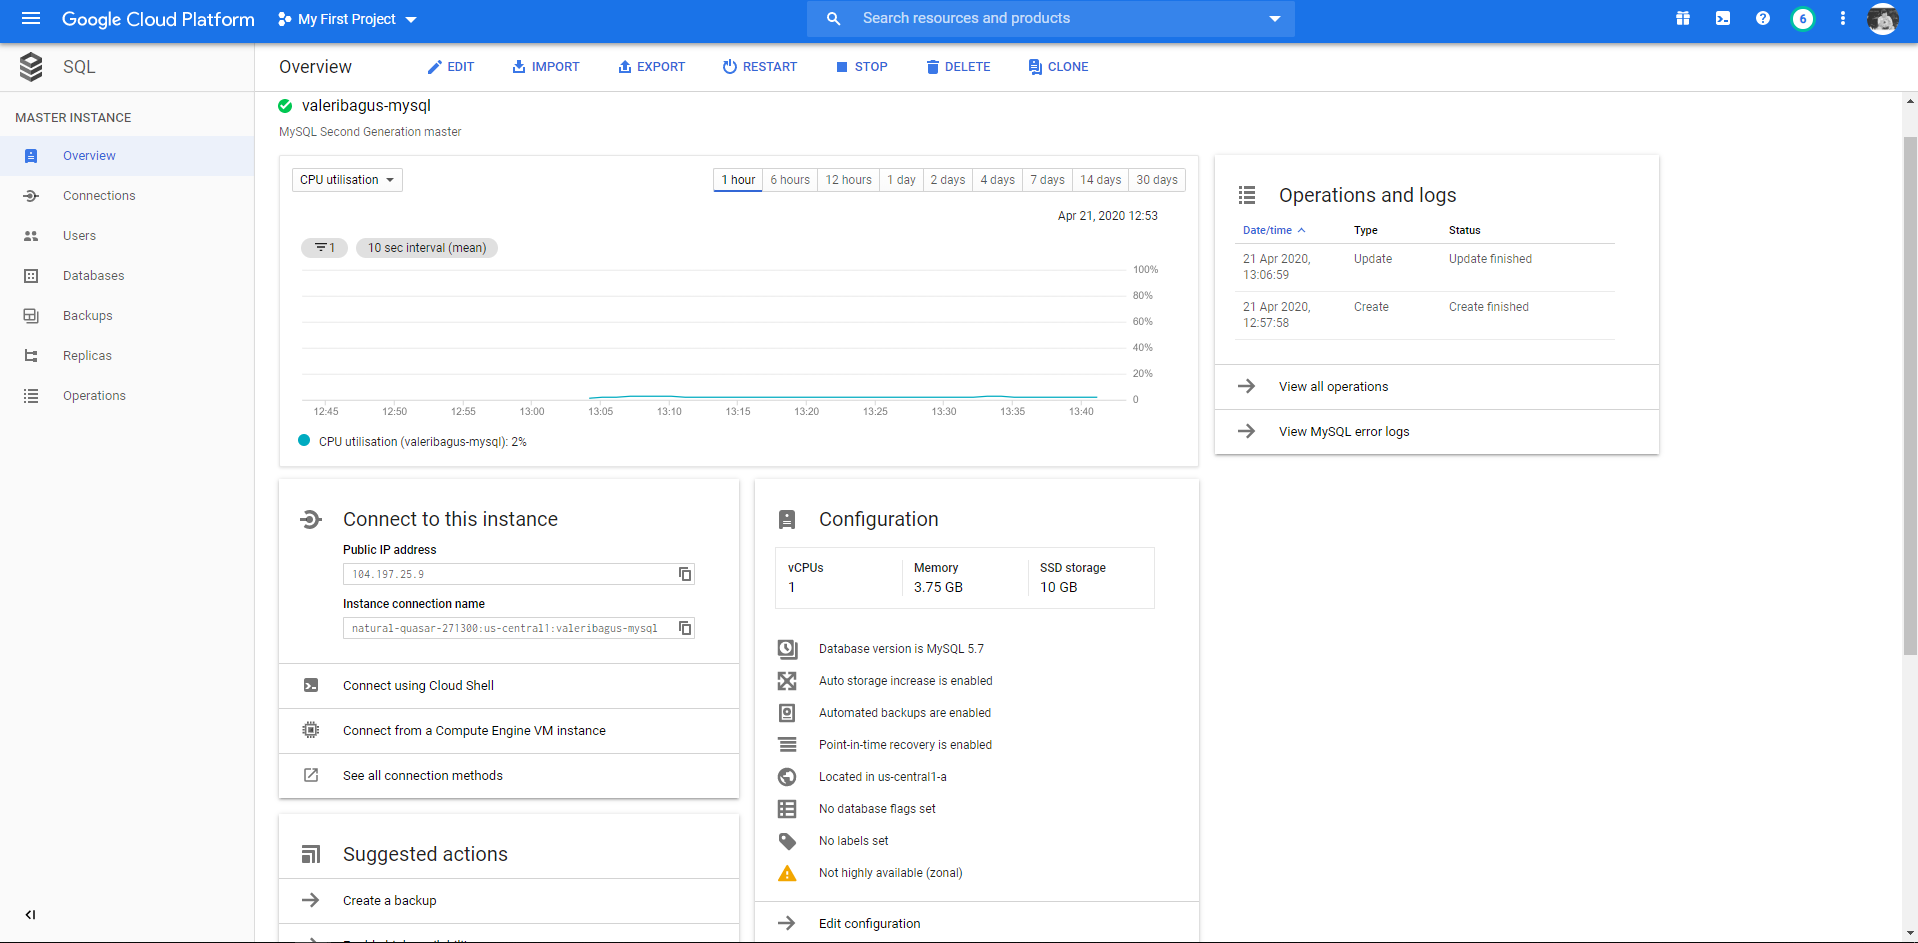 Google Cloud Platform
My First Project
Search resources and products
6
SQL
Overview
EDIT
IMPORT
EXPORT
RESTART
STOP
DELETE
CLONE
MASTER INSTANCE
Overview
Connections
Users
Databases
Backups
Replicas
Operations
valeribagus-mysql
MySQL Second Generation master
CPU utilisation
1 hour
6 hours
12 hours
1 day
2 days
4 days
7 days
14 days
30 days
Apr 21, 2020 12:53
1
10 sec interval (mean)
100%
80%
60%
40%
20%
0
12:45
12:50
12:55
13:00
13:05
13:10
13:15
13:20
13:25
13:30
13:35
13:40
CPU utilisation (valeribagus-mysql): 2%
Operations and logs
Date/time Type Status
21 Apr 2020, Update Update finished
13:06:59
21 Apr 2020, Create Create finished
12:57:58
View all operations
View MySQL error logs
Connect to this instance
Public IP address
104.197.25.9
Instance connection name
natural-quasar-271300:us-central1:valeribagus-mysql
Connect using Cloud Shell
Connect from a Compute Engine VM instance
See all connection methods
Suggested actions
Create a backup
Configuration
vCPUs Memory SSD storage
1 3.75 GB 10 GB
Database version is MySQL 5.7
Auto storage increase is enabled
Automated backups are enabled
Point-in-time recovery is enabled
Located in us-central1-a
No database flags set
No labels set
Not highly available (zonal)
Edit configuration